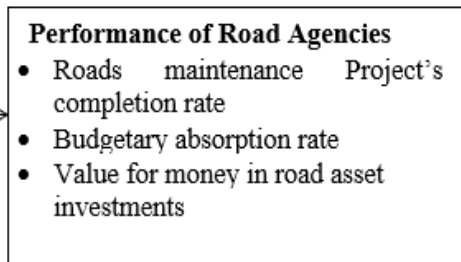 Performance of Road Agencies
• Roads maintenance Project's
completion rate
• Budgetary absorption rate
• Value for money in road asset
investments